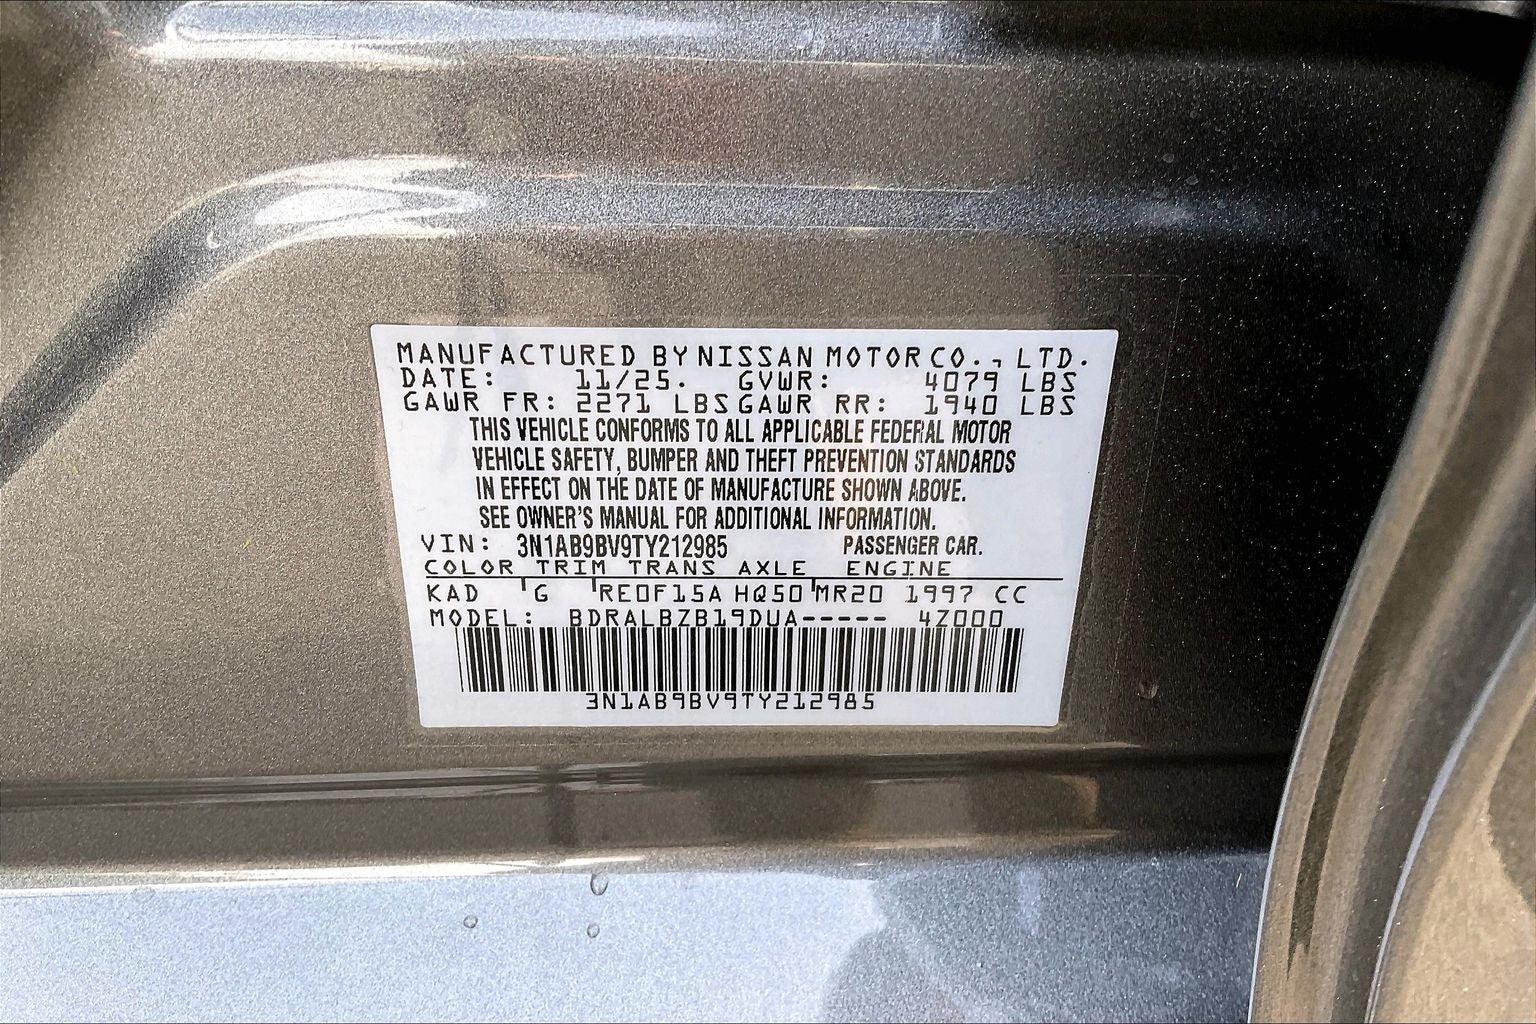 MANUFACTURED BY NISSAN MOTOR CO., LTD.
DATE: 11/25. GVWR: 4079 LBS
GAWR FR: 2271 LBS GAWR RR: 1940 LBS
THIS VEHICLE CONFORMS TO ALL APPLICABLE FEDERAL MOTOR
VEHICLE SAFETY, BUMPER AND THEFT PREVENTION STANDARDS
IN EFFECT ON THE DATE OF MANUFACTURE SHOWN ABOVE.
SEE OWNER'S MANUAL FOR ADDITIONAL INFORMATION.
VIN: 3N1AB9BV9TY212985 PASSENGER CAR.
COLOR TRIM TRANS AXLE ENGINE
KAD G RE0F15A HQ50 MR20 1997 CC
MODEL: BDRALBZB19DUA----- 4Z000
3N1AB9BV9TY212985